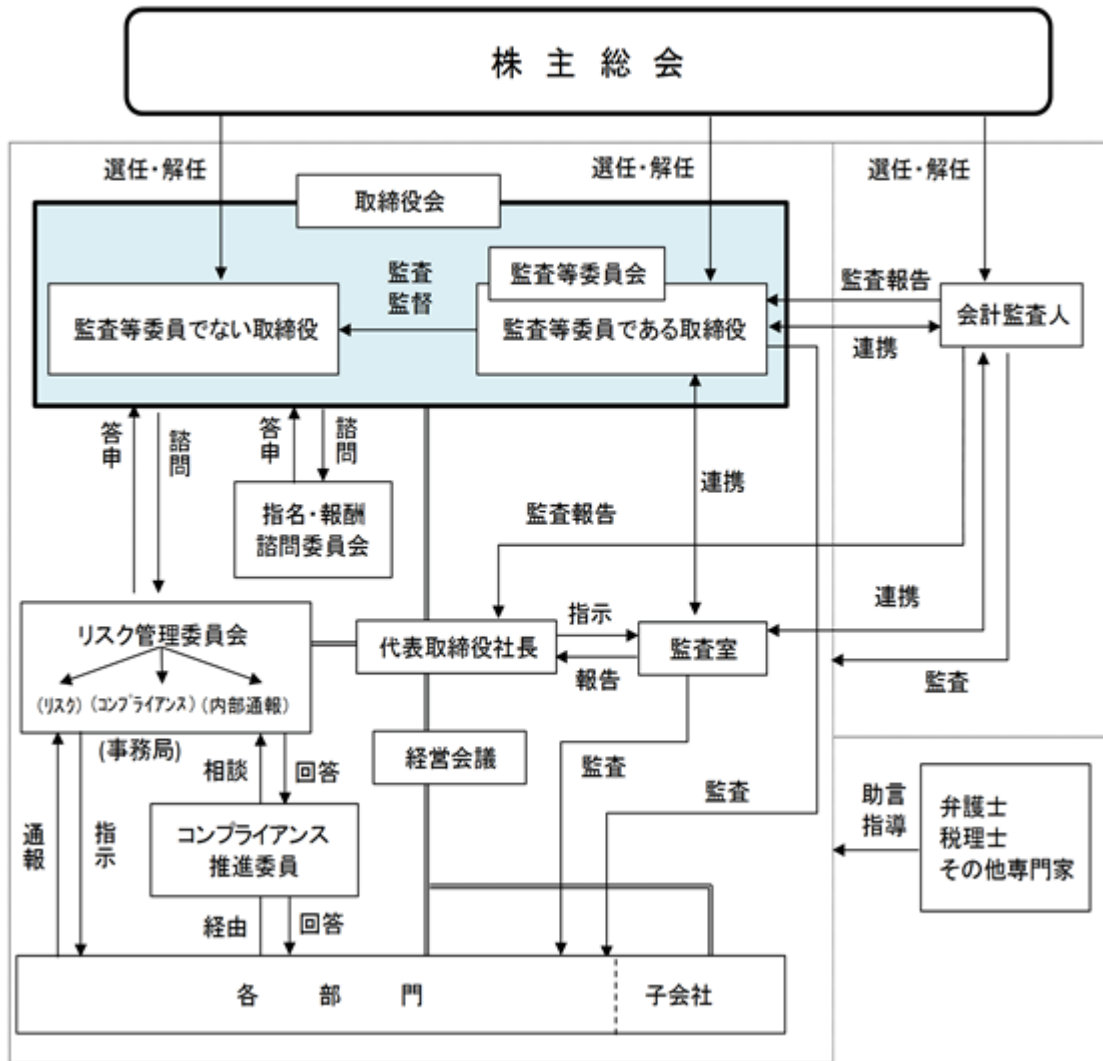 株 主 総 会
選任・解任
選任・解任
選任・解任
取締役会
監査等委員会
監査
監督
監査等委員でない取締役
監査等委員である取締役
監査報告
会計監査人
連携
答申
諮問
答申
諮問
指名・報酬
諮問委員会
連携
監査報告
連携
リスク管理委員会
(リスク)
(コンプライアンス)
(内部通報)
(事務局)
代表取締役社長
指示
報告
監査室
監査
経営会議
相談
回答
監査
監査
通報
指示
コンプライアンス
推進委員
経由
回答
助言
指導
弁護士
税理士
その他専門家
各 部 門
子会社